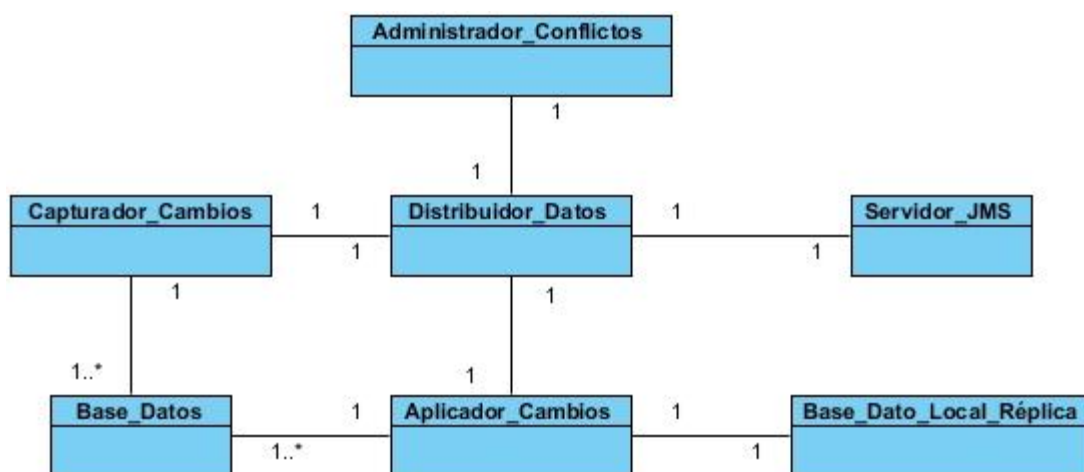 Administrador_Conflictos
1
1
Capturador_Cambios
1
Distribuidor_Datos
1
Servidor_JMS
1
1
1
1
1..*
1
Base_Datos
1
Aplicador_Cambios
1
Base_Dato_Local_Réplica
1..*
1